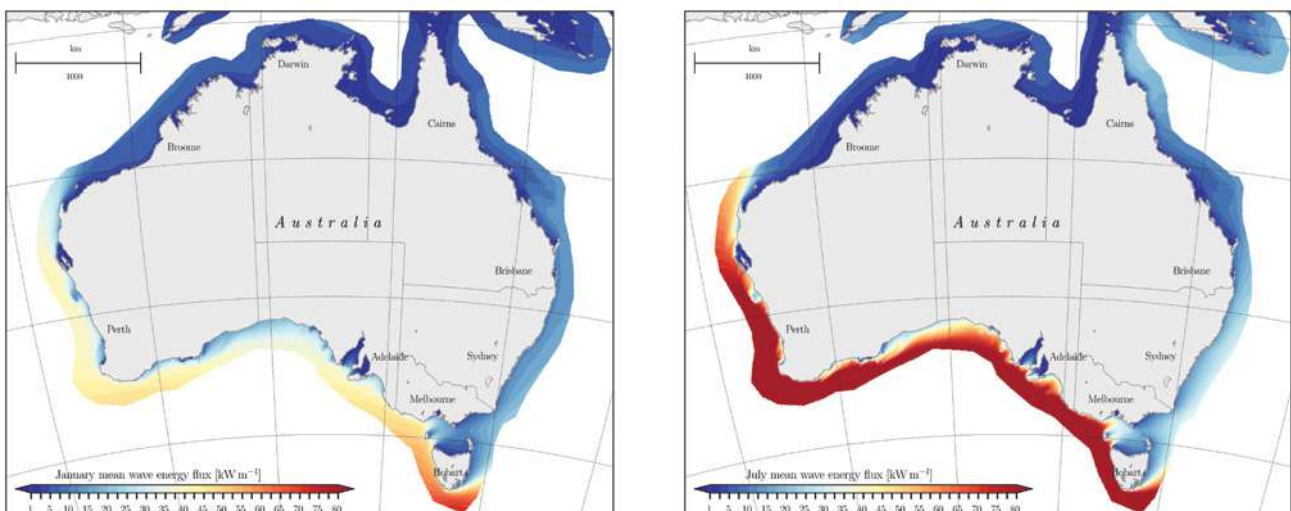 km
1000
Darwin
Cairns
Broome
Australia
Brisbane
Perth
Adelaide
Sydney
Melbourne
Hobart
January mean wave energy flux [kW m⁻¹]
1 5 10 15 20 25 30 35 40 45 50 55 60 65 70 75 80
km
1000
Darwin
Cairns
Broome
Australia
Brisbane
Perth
Adelaide
Sydney
Melbourne
Hobart
July mean wave energy flux [kW m⁻¹]
1 5 10 15 20 25 30 35 40 45 50 55 60 65 70 75 80